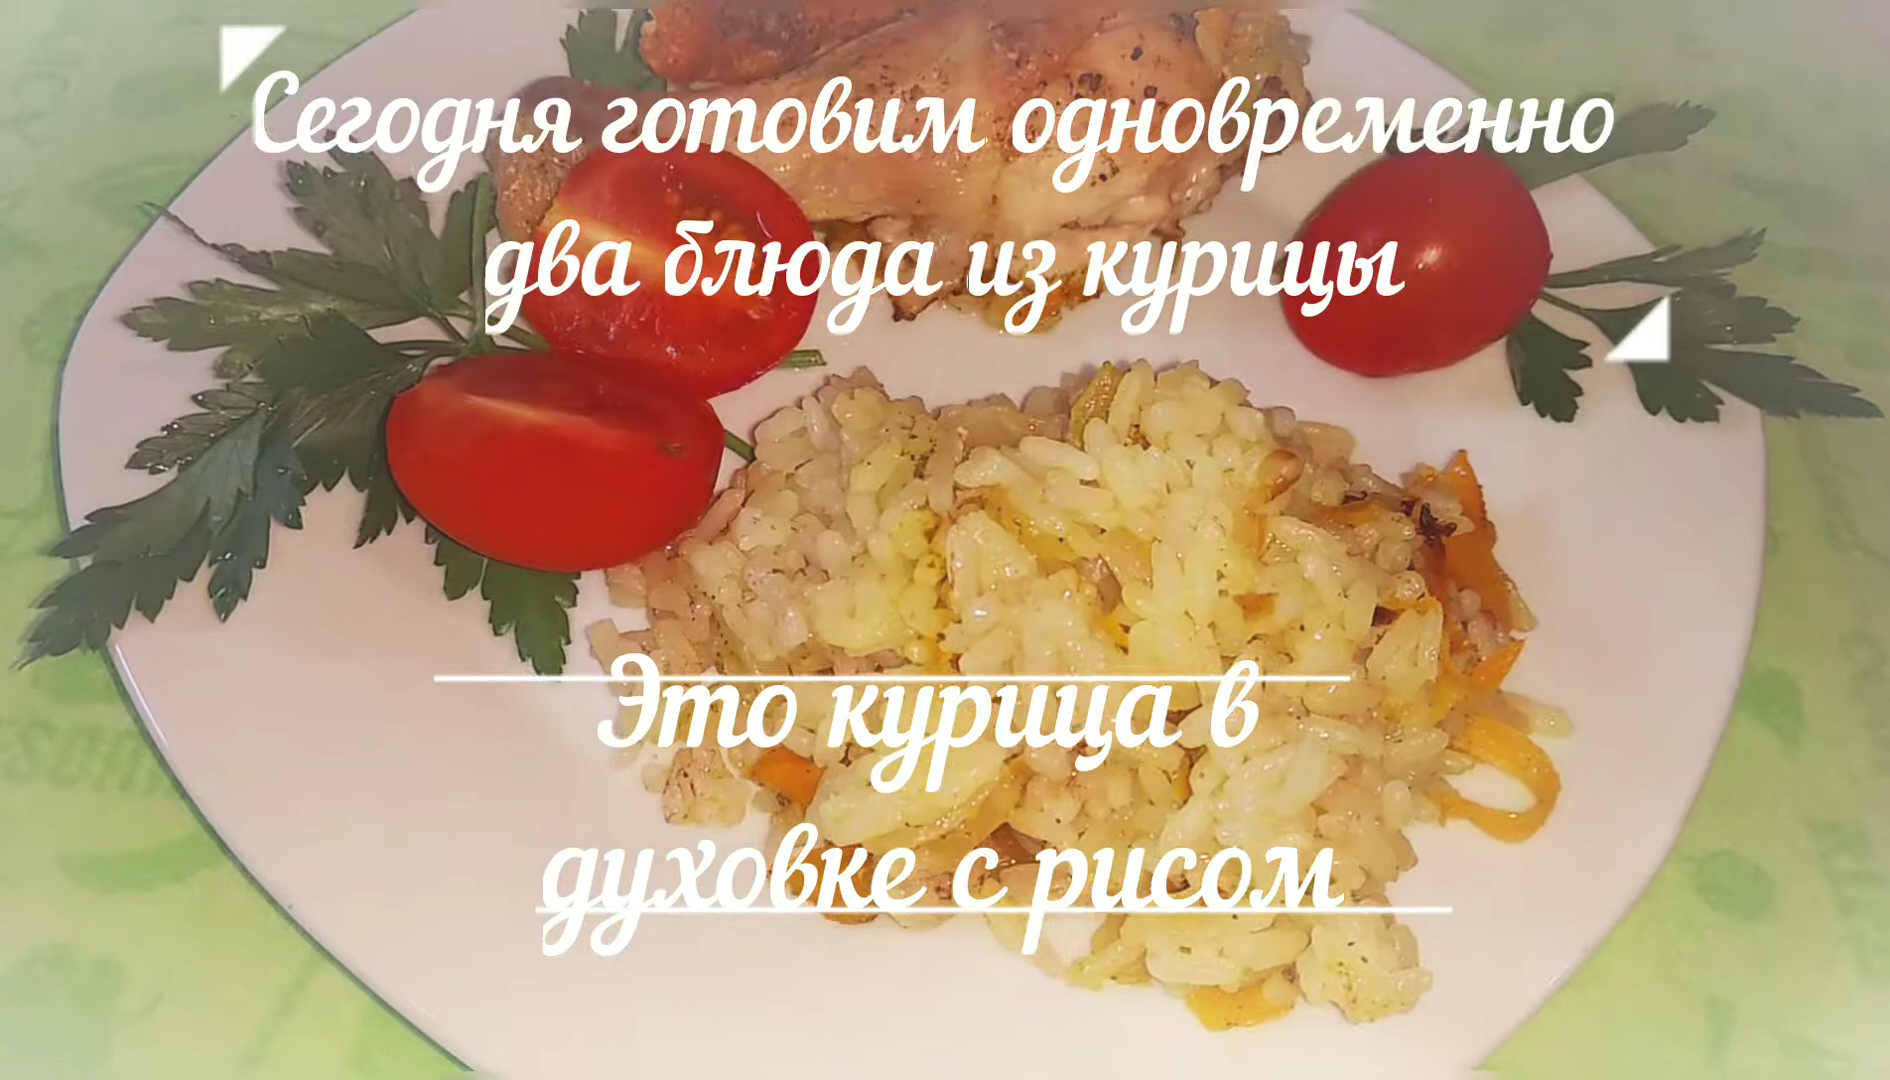 Сегодня готовим одновременно
два блюда из курицы
Это курица в
духовке с рисом